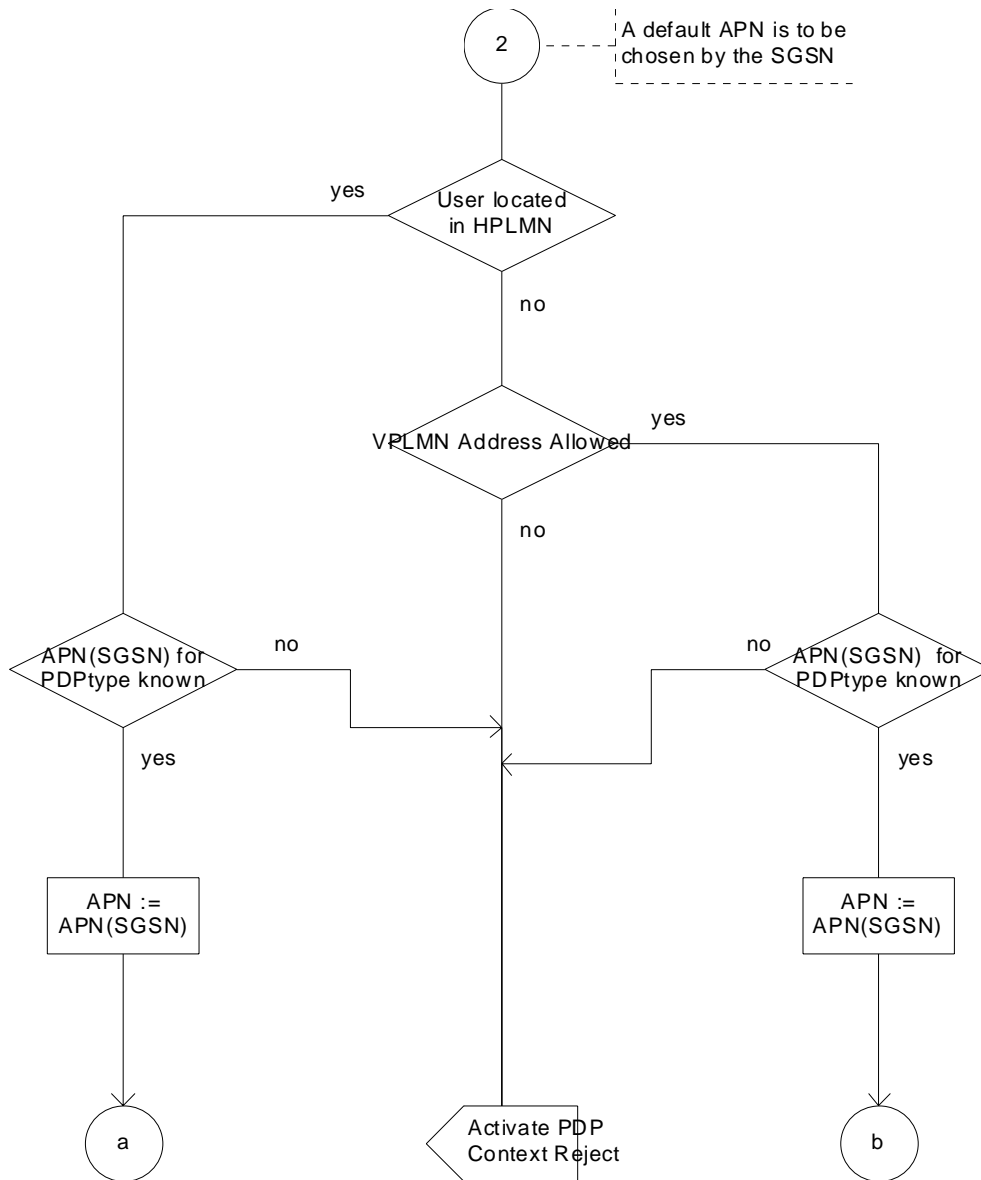 2
A default APN is to be
chosen by the SGSN
yes
User located
in HPLMN
no
yes
VPLMN Address Allowed
no
APN(SGSN) for
PDPtype known
no
no
APN(SGSN) for
PDPtype known
yes
yes
APN :=
APN(SGSN)
APN :=
APN(SGSN)
a
Activate PDP
Context Reject
b